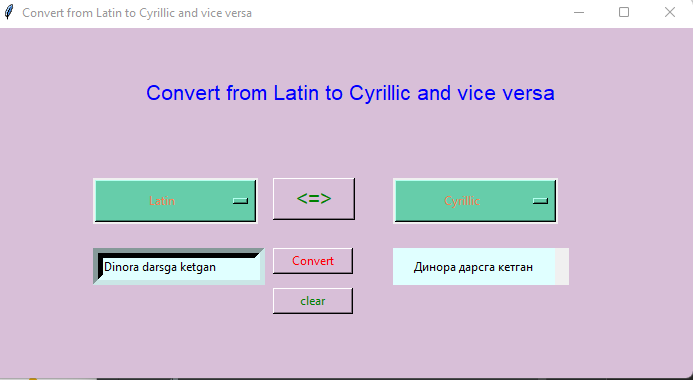 Convert from Latin to Cyrillic and vice versa
Convert from Latin to Cyrillic and vice versa
Latin <=> Cyrillic
Dinora darsga ketgan Convert Динора дарсга кетган
clear